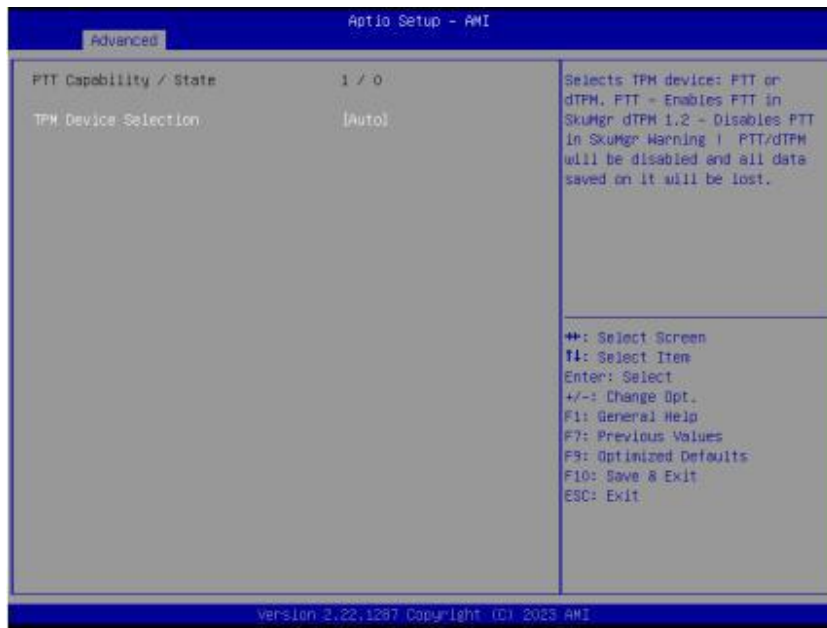 Aptio Setup - AMI
Advanced
PTT Capability / State 1 / 0
TPM Device Selection [Auto]
Selects TPM device: PTT or
dTPM. PTT - Enables PTT in
SkuMgr dTPM 1.2 - Disables PTT
in SkuMgr Warning ! PTT/dTPM
will be disabled and all data
saved on it will be lost.
→←: Select Screen
↑↓: Select Item
Enter: Select
+/-: Change Opt.
F1: General Help
F7: Previous Values
F9: Optimized Defaults
F10: Save & Exit
ESC: Exit
Version 2.22.1287 Copyright (C) 2023 AMI